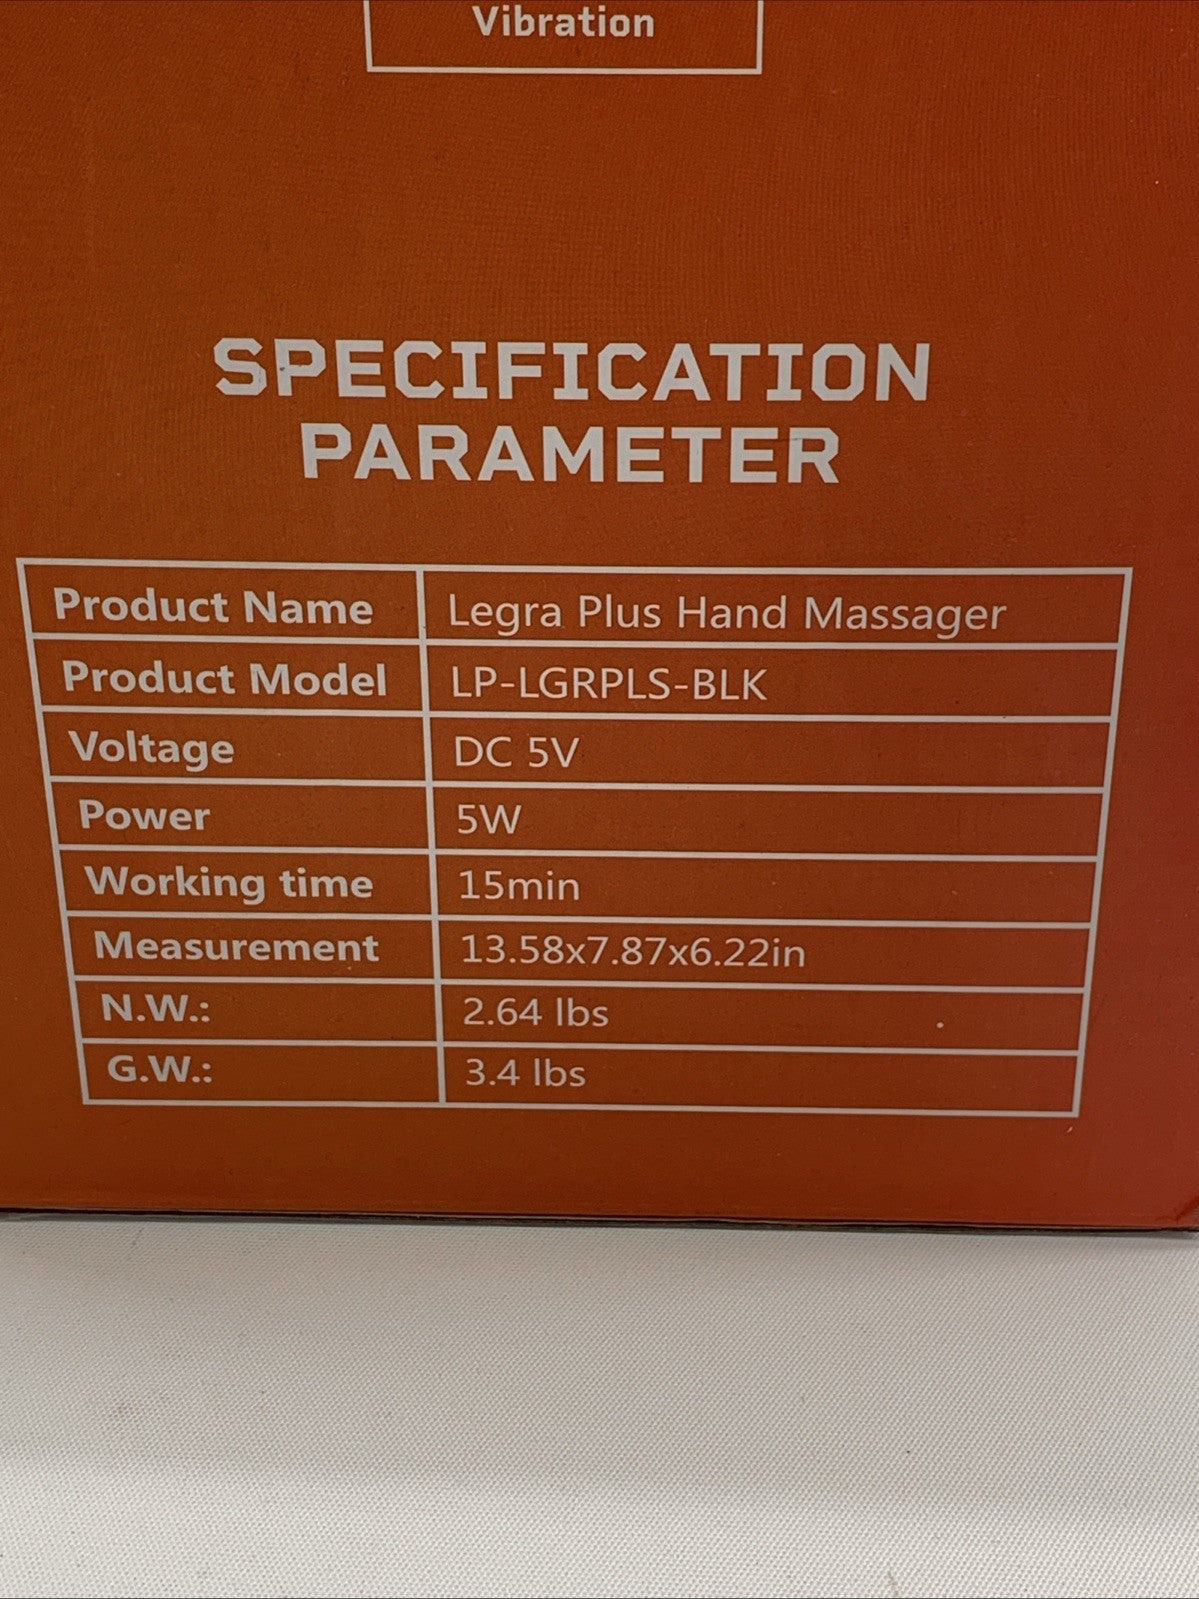 Vibration
SPECIFICATION
PARAMETER
Product Name Legra Plus Hand Massager
Product Model LP-LGRPLS-BLK
Voltage DC 5V
Power 5W
Working time 15min
Measurement 13.58x7.87x6.22in
N.W.: 2.64 lbs
G.W.: 3.4 lbs